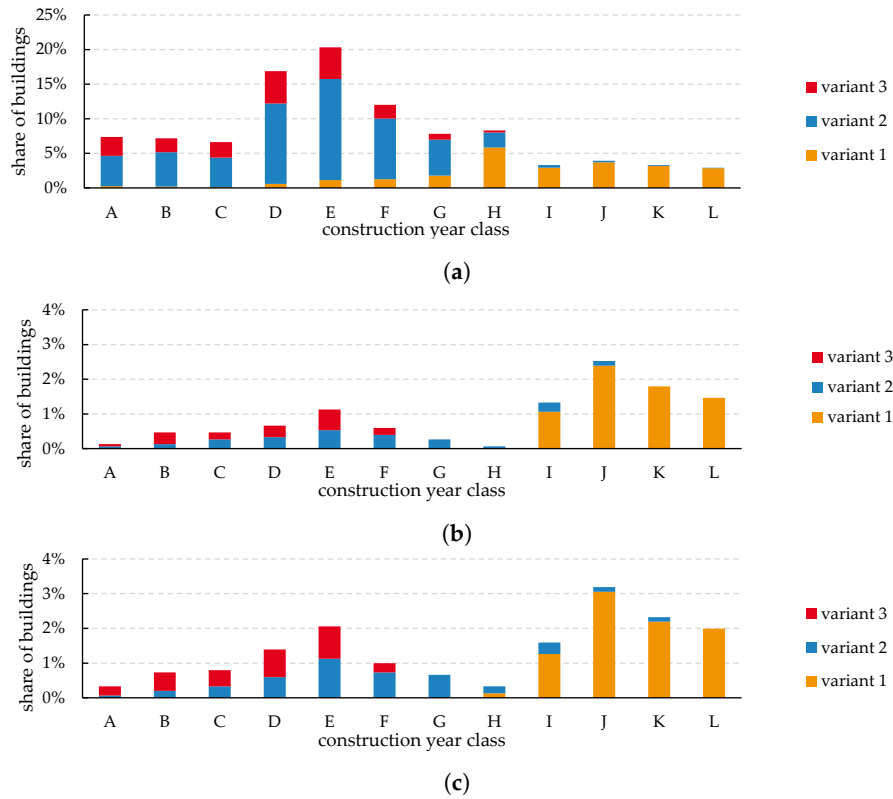 25%
20%
15%
10%
5%
0%
share of buildings
A B C D E F G H I J K L
construction year class
variant 3
variant 2
variant 1
(a)
4%
3%
2%
1%
0%
share of buildings
A B C D E F G H I J K L
construction year class
variant 3
variant 2
variant 1
(b)
4%
3%
2%
1%
0%
share of buildings
A B C D E F G H I J K L
construction year class
variant 3
variant 2
variant 1
(c)